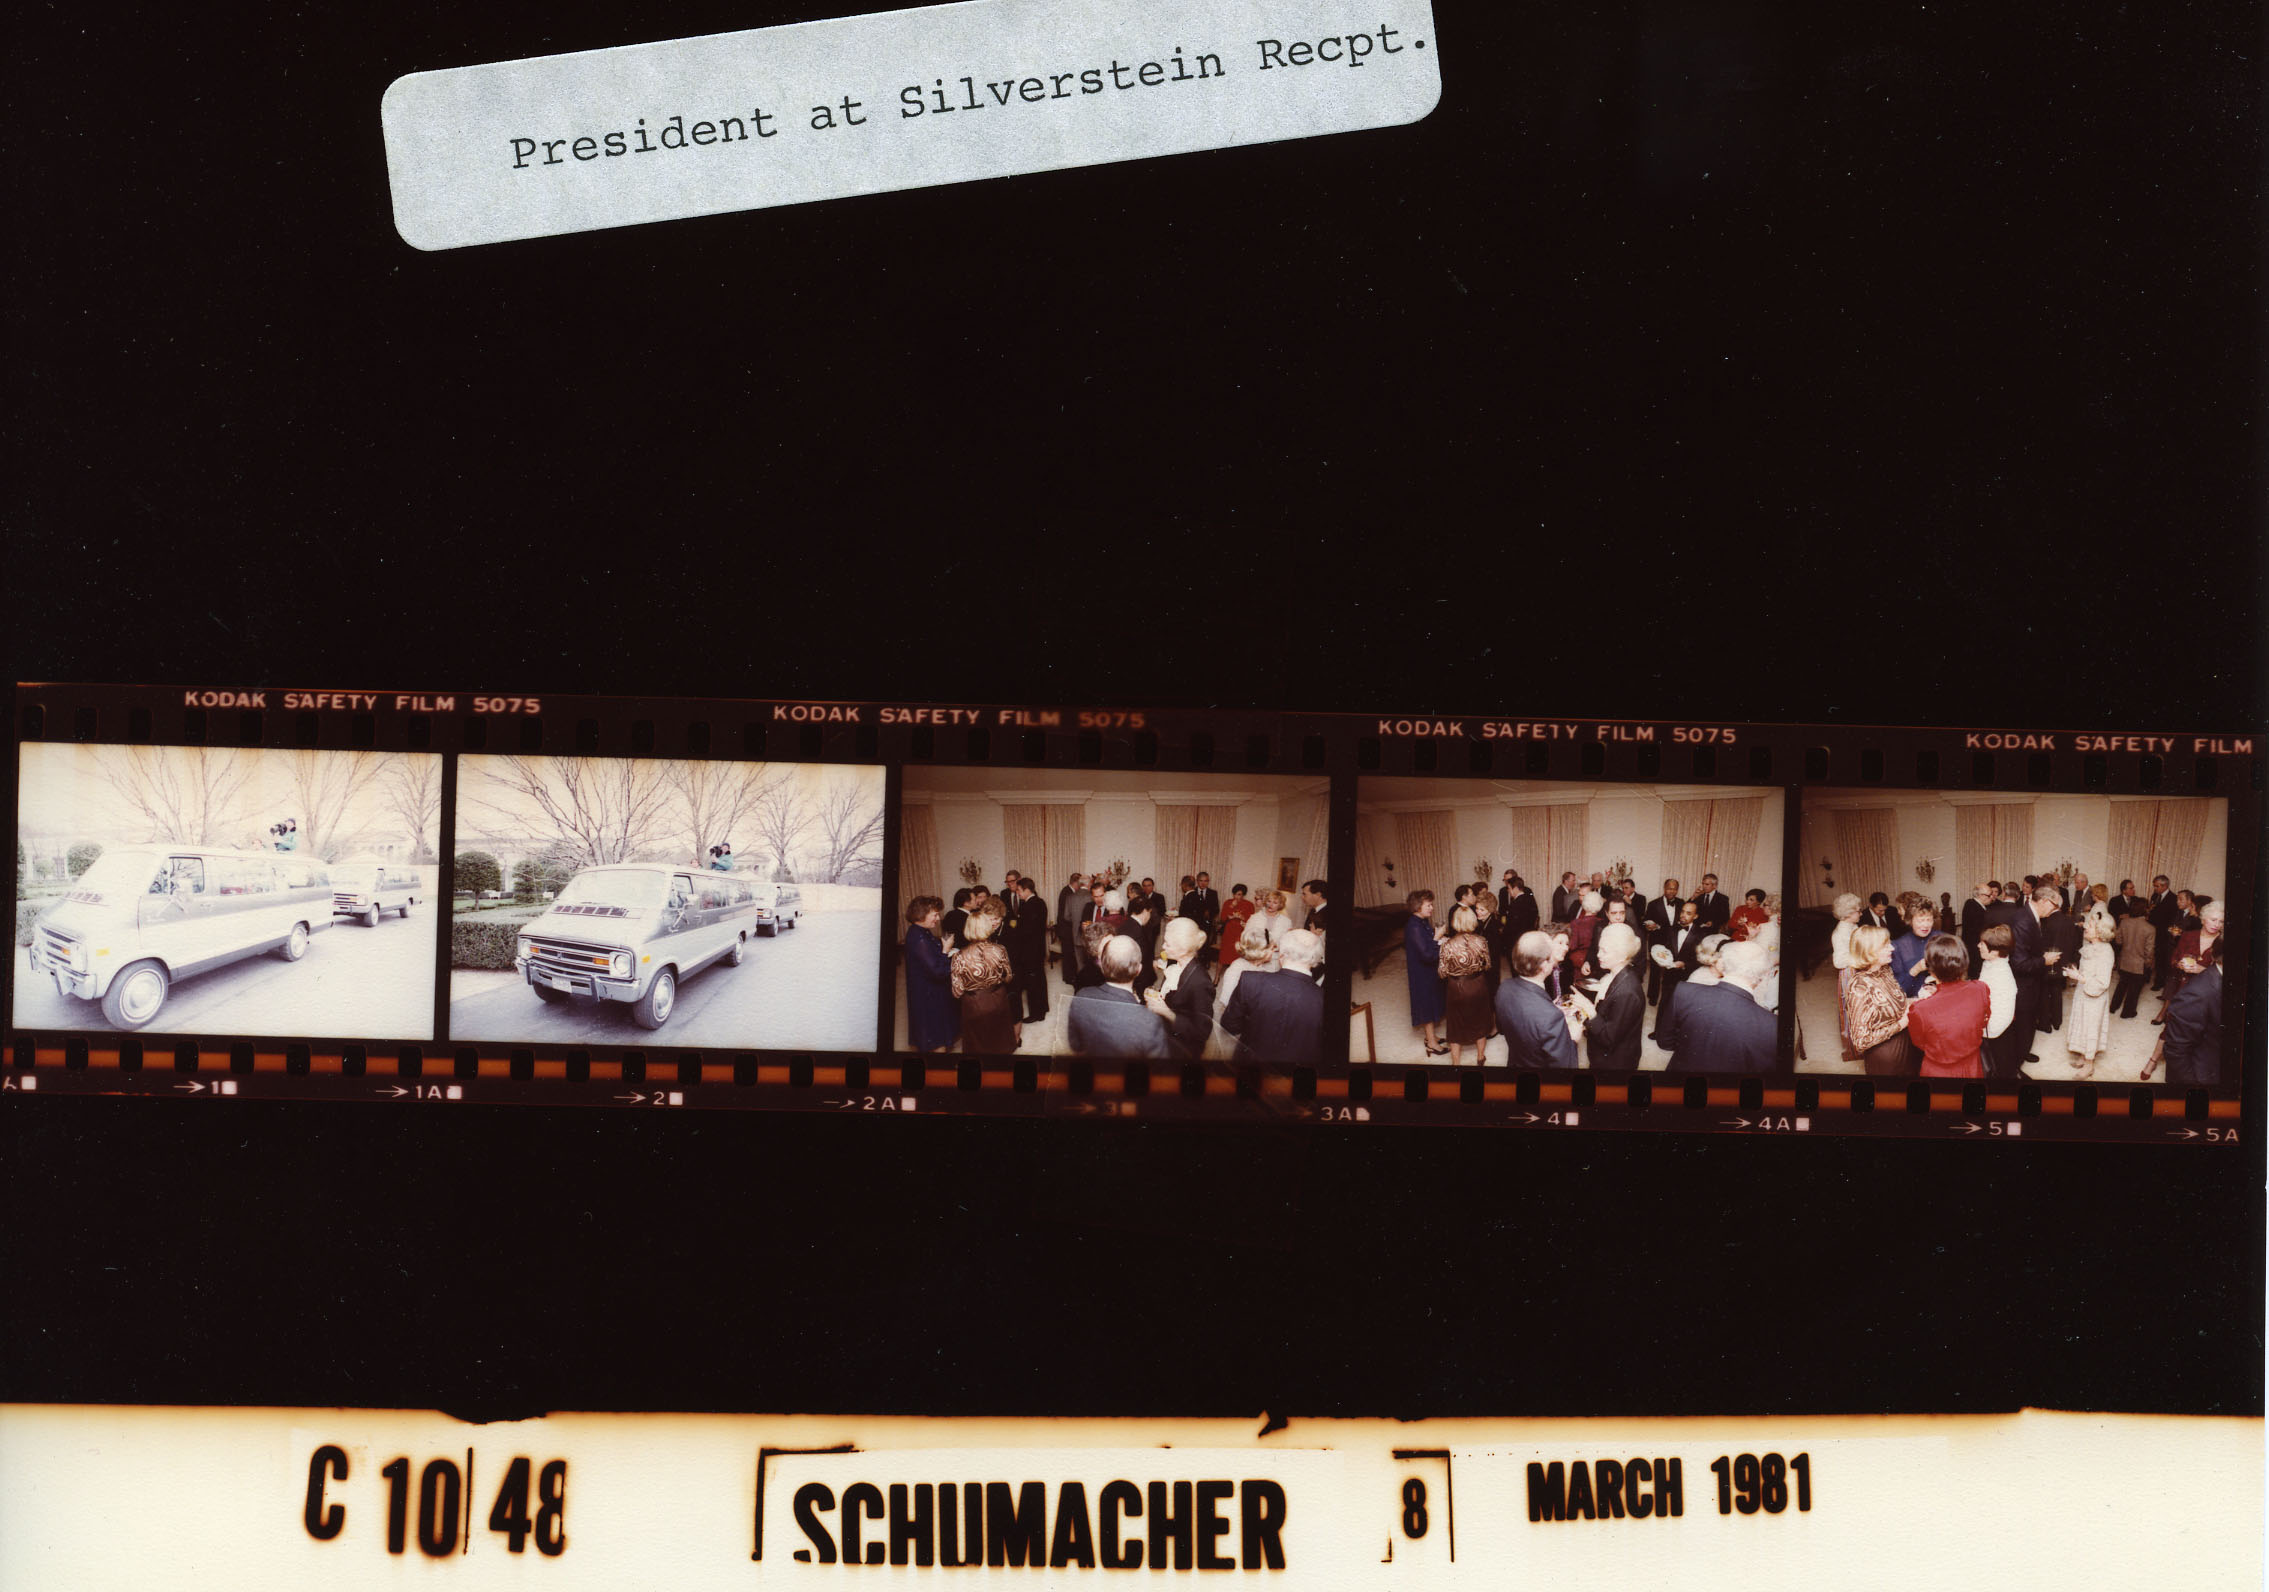 President at Silverstein Recpt.
KODAK SAFETY FILM 5075 KODAK SAFETY FILM 5075 KODAK SAFETY FILM 5075 KODAK SAFETY FILM
→1 →1A →2 →2A →3 3A →4 →4A →5 →5A
C 10 48 SCHUMACHER 8 MARCH 1981